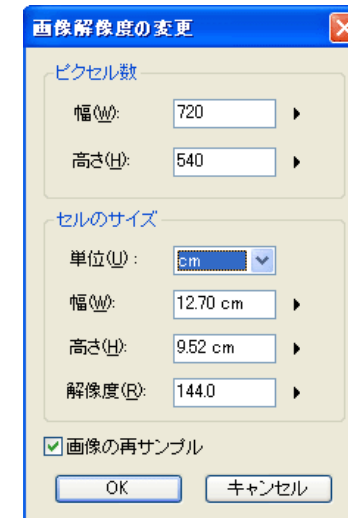 画像解像度の変更
ピクセル数
幅(W): 720
高さ(H): 540
セルのサイズ
単位(U) : cm
幅(W): 12.70 cm
高さ(H): 9.52 cm
解像度(R): 144.0
画像の再サンプル
OK キャンセル